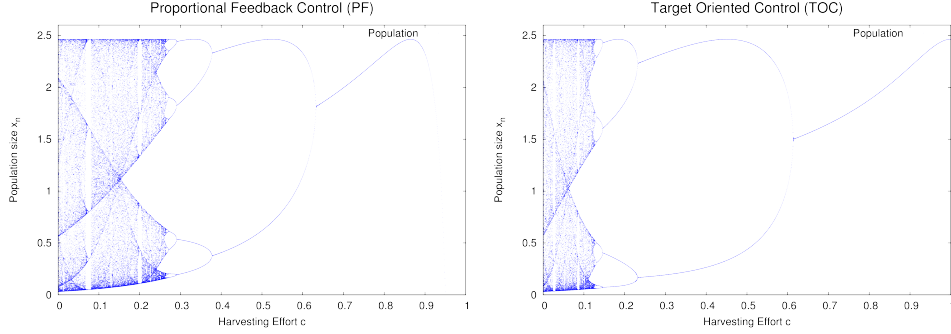 Proportional Feedback Control (PF)
Population
Population size xn
2.5
2
1.5
1
0.5
0
0 0.1 0.2 0.3 0.4 0.5 0.6 0.7 0.8 0.9 1
Harvesting Effort c
Target Oriented Control (TOC)
Population
Population size xn
2.5
2
1.5
1
0.5
0
0 0.1 0.2 0.3 0.4 0.5 0.6 0.7 0.8 0.9
Harvesting Effort c